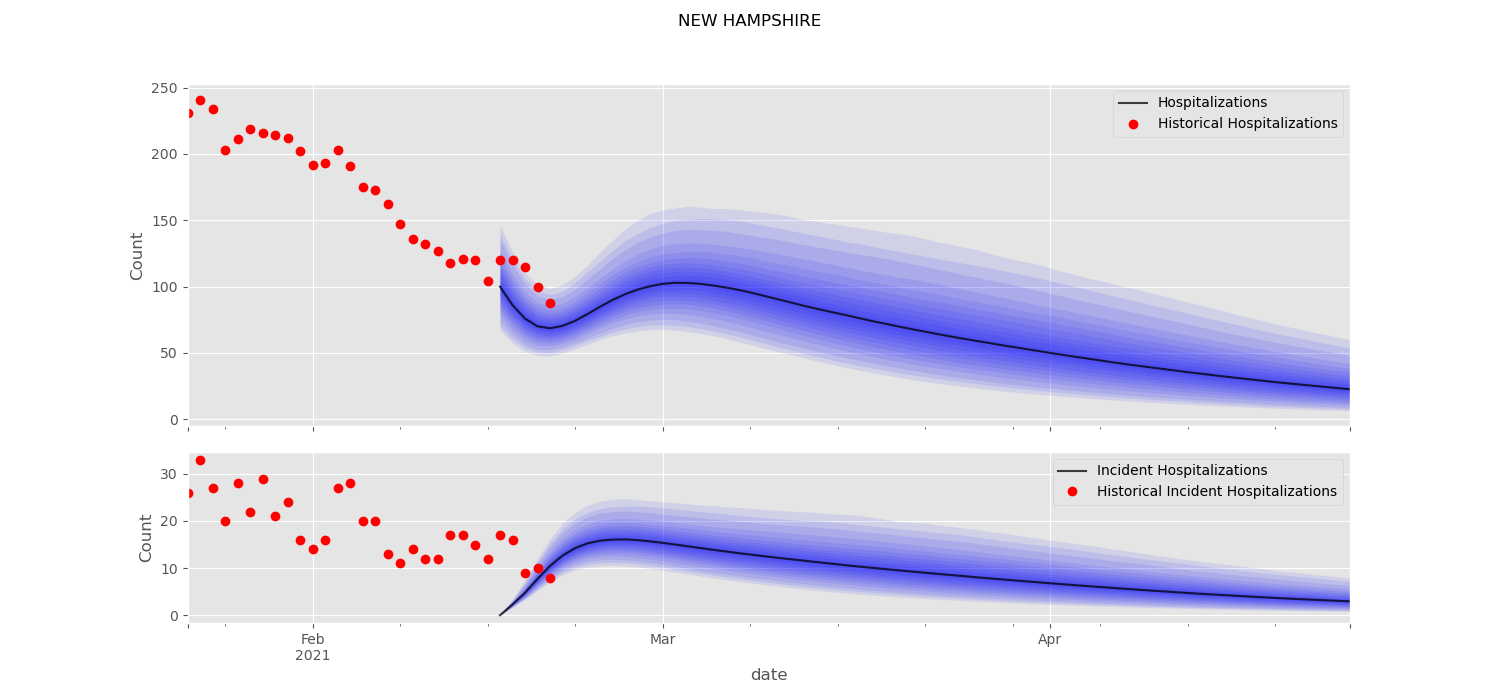 NEW HAMPSHIRE
250
200
150
100
50
0
Count
Hospitalizations
Historical Hospitalizations
30
20
10
0
Count
Incident Hospitalizations
Historical Incident Hospitalizations
Feb
2021
Mar
Apr
date